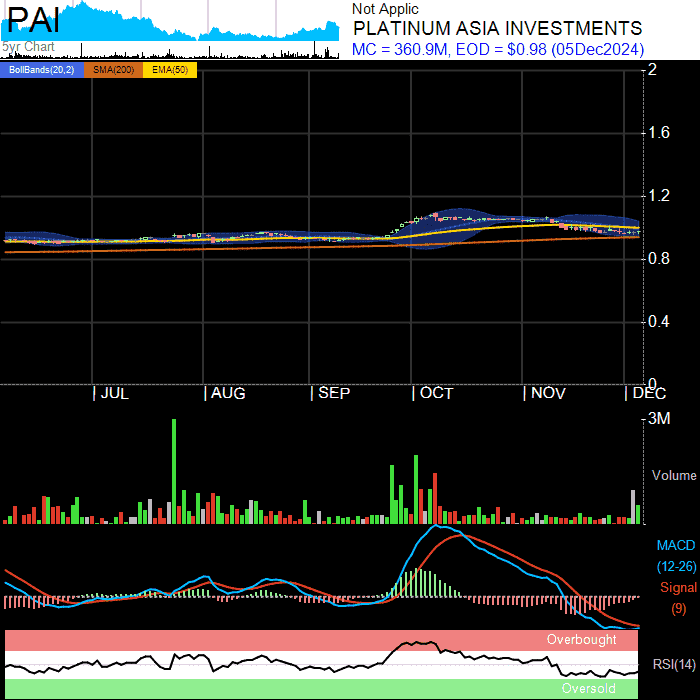 PAI
5yr Chart
Not Applic
PLATINUM ASIA INVESTMENTS
MC = 360.9M, EOD = $0.98 (05Dec2024)
BollBands(20,2) SMA(200) EMA(50)
2
1.6
1.2
0.8
0.4
0
JUL AUG SEP OCT NOV DEC
3M
Volume
MACD
(12-26)
Signal
(9)
Overbought
RSI(14)
Oversold